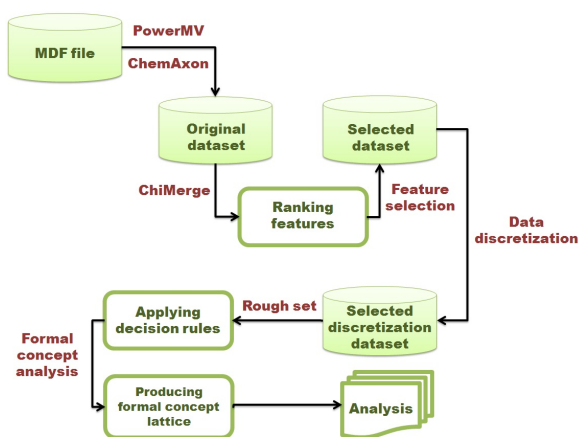 PowerMV
MDF file
ChemAxon
Original
dataset
Selected
dataset
ChiMerge
Ranking
features
Feature
selection
Data
discretization
Applying
decision rules
Rough set
Selected
discretization
dataset
Formal
concept
analysis
Producing
formal concept
lattice
Analysis